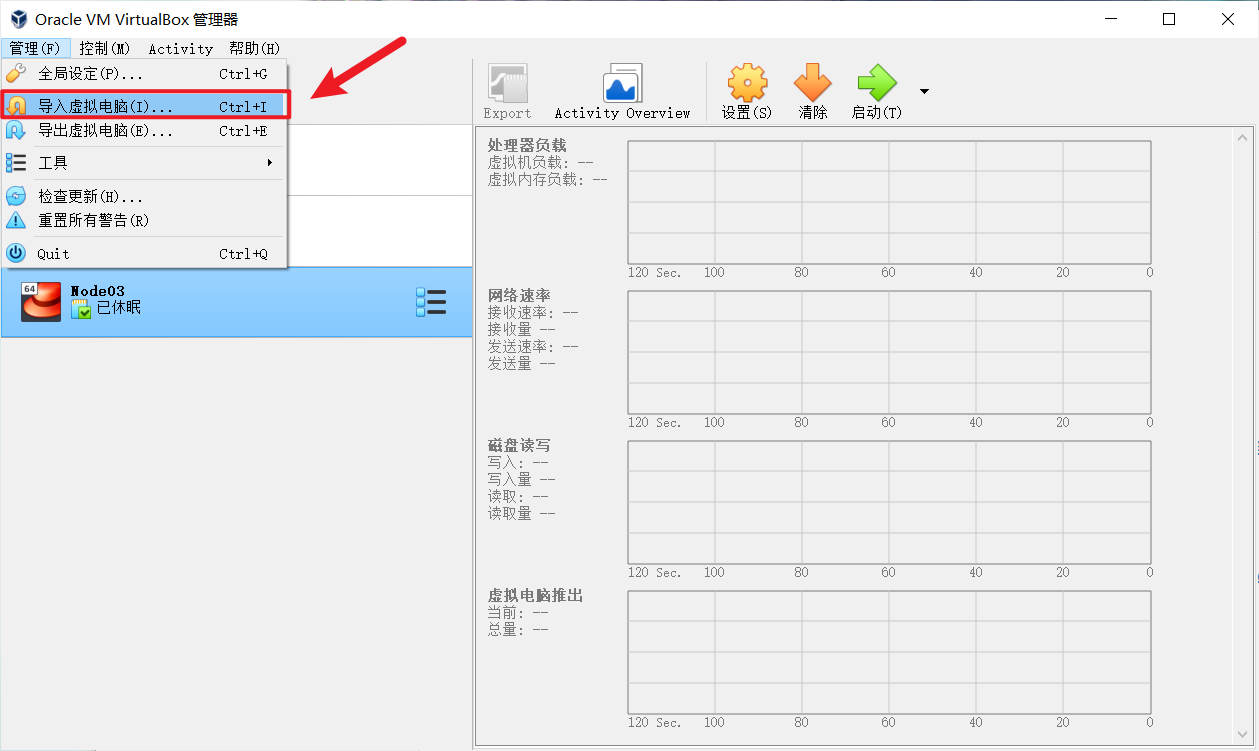 Oracle VM VirtualBox 管理器
管理(F) 控制(M) Activity 帮助(H)
全局设定(P)... Ctrl+G
导入虚拟电脑(I)... Ctrl+I
导出虚拟电脑(E)... Ctrl+E
工具
检查更新(H)...
重置所有警告(R)
Quit Ctrl+Q
64
Node03
已休眠
Export Activity Overview 设置(S) 清除 启动(T)
处理器负载
虚拟机负载: --
虚拟内存负载: --
120 Sec. 100 80 60 40 20 0
网络速率
接收速率: --
接收量 --
发送速率: --
发送量 --
120 Sec. 100 80 60 40 20 0
磁盘读写
写入: --
写入量 --
读取: --
读取量 --
120 Sec. 100 80 60 40 20 0
虚拟电脑推出
当前: --
总量: --
120 Sec. 100 80 60 40 20 0